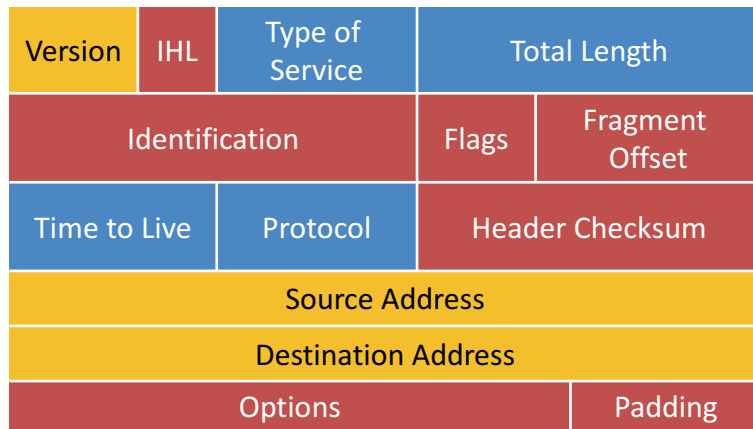 Version
IHL
Type of
Service
Total Length
Identification
Flags
Fragment
Offset
Time to Live
Protocol
Header Checksum
Source Address
Destination Address
Options
Padding